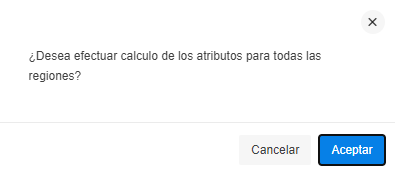 ¿Desea efectuar calculo de los atributos para todas las
regiones?
Cancelar
Aceptar